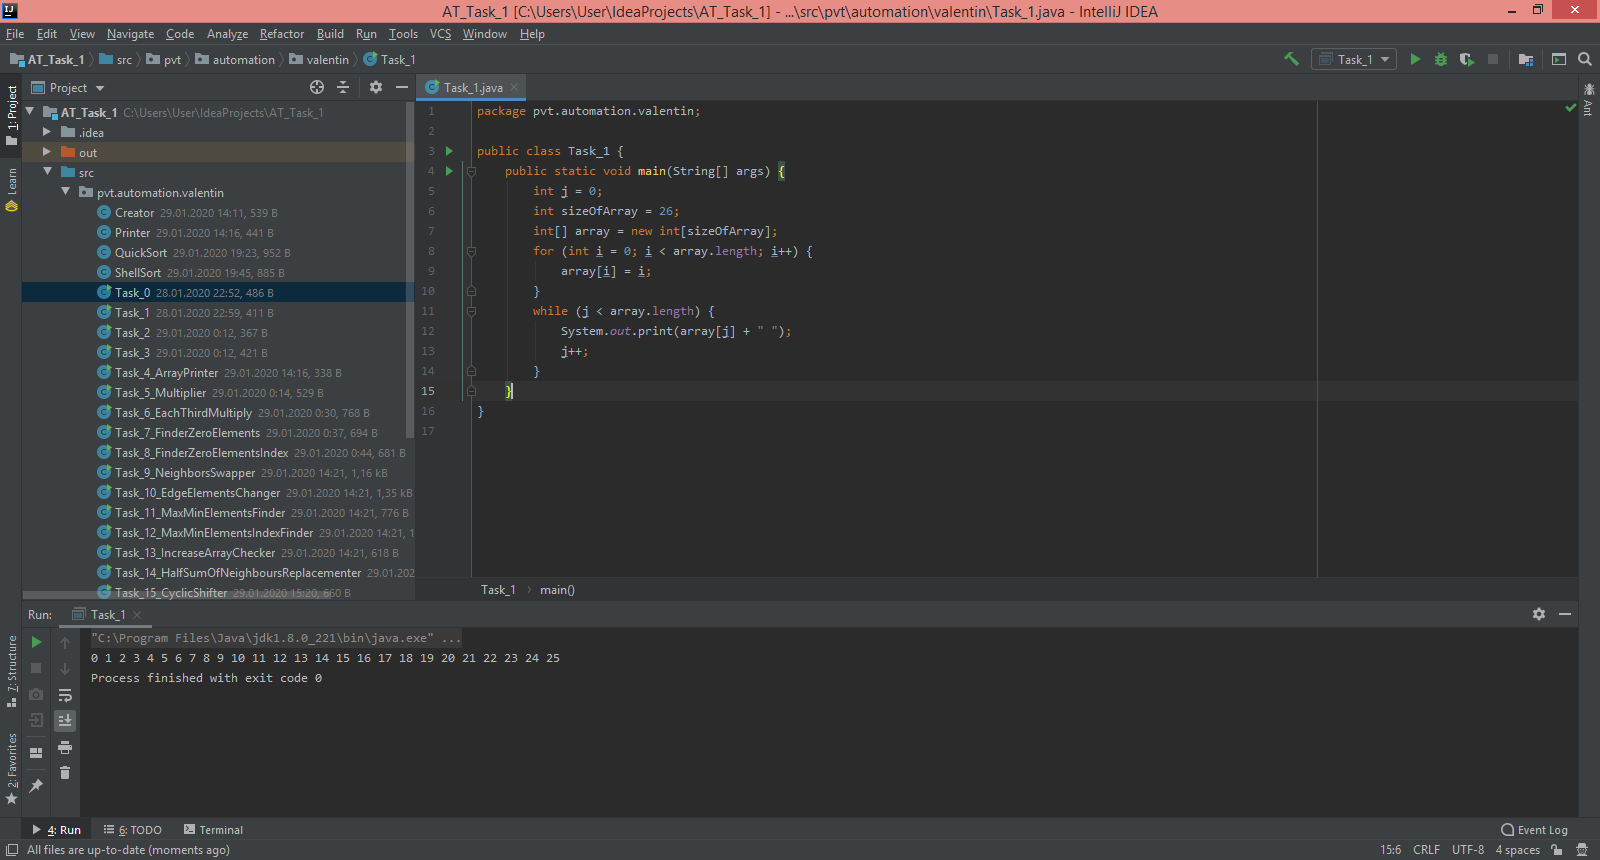 AT_Task_1 [C:\Users\User\IdeaProjects\AT_Task_1] - ...\src\pvt\automation\valentin\Task_1.java - IntelliJ IDEA
File Edit View Navigate Code Analyze Refactor Build Run Tools VCS Window Help
AT_Task_1 src pvt automation valentin Task_1
Task_1
Project
Task_1.java
1: Project
Learn
7: Structure
2: Favorites
Ant
AT_Task_1 C:\Users\User\IdeaProjects\AT_Task_1
.idea
out
src
pvt.automation.valentin
Creator 29.01.2020 14:11, 539 B
Printer 29.01.2020 14:16, 441 B
QuickSort 29.01.2020 19:23, 952 B
ShellSort 29.01.2020 19:45, 885 B
Task_0 28.01.2020 22:52, 486 B
Task_1 28.01.2020 22:59, 411 B
Task_2 29.01.2020 0:12, 367 B
Task_3 29.01.2020 0:12, 421 B
Task_4_ArrayPrinter 29.01.2020 14:16, 338 B
Task_5_Multiplier 29.01.2020 0:14, 529 B
Task_6_EachThirdMultiply 29.01.2020 0:30, 768 B
Task_7_FinderZeroElements 29.01.2020 0:37, 694 B
Task_8_FinderZeroElementsIndex 29.01.2020 0:44, 681 B
Task_9_NeighborsSwapper 29.01.2020 14:21, 1,16 kB
Task_10_EdgeElementsChanger 29.01.2020 14:21, 1,35 kB
Task_11_MaxMinElementsFinder 29.01.2020 14:21, 776 B
Task_12_MaxMinElementsIndexFinder 29.01.2020 14:21, 1
Task_13_IncreaseArrayChecker 29.01.2020 14:21, 618 B
Task_14_HalfSumOfNeighboursReplacementer 29.01.202
Task_15_CyclicShifter 29.01.2020 15:20, 660 B
1 package pvt.automation.valentin;
2
3 public class Task_1 {
4 public static void main(String[] args) {
5 int j = 0;
6 int sizeOfArray = 26;
7 int[] array = new int[sizeOfArray];
8 for (int i = 0; i < array.length; i++) {
9 array[i] = i;
10 }
11 while (j < array.length) {
12 System.out.print(array[j] + " ");
13 j++;
14 }
15 }
16 }
17
Task_1 main()
Run: Task_1
"C:\Program Files\Java\jdk1.8.0_221\bin\java.exe" ...
0 1 2 3 4 5 6 7 8 9 10 11 12 13 14 15 16 17 18 19 20 21 22 23 24 25
Process finished with exit code 0
4: Run 6: TODO Terminal Event Log
All files are up-to-date (moments ago) 15:6 CRLF UTF-8 4 spaces